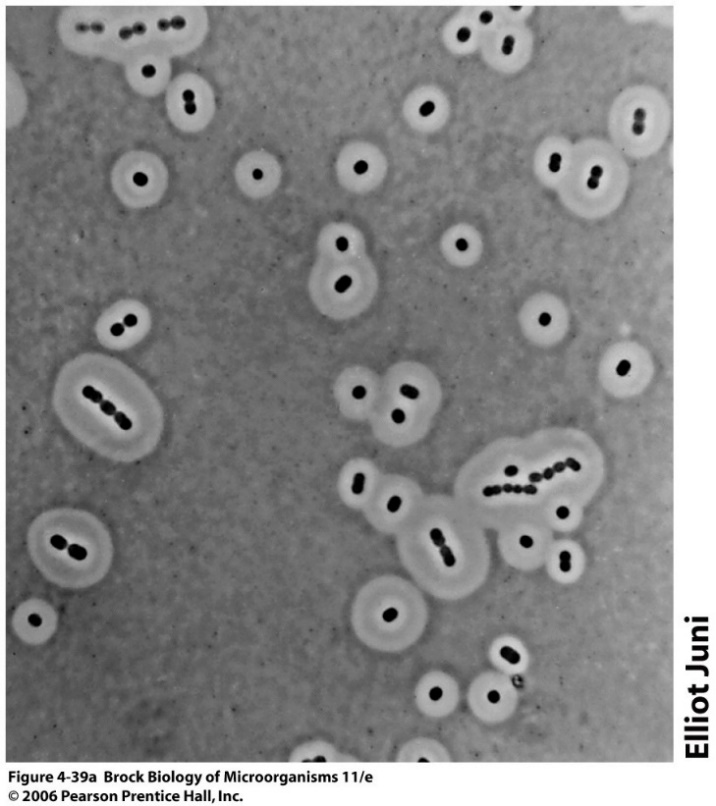 Elliot Juni
Figure 4-39a Brock Biology of Microorganisms 11/e
© 2006 Pearson Prentice Hall, Inc.